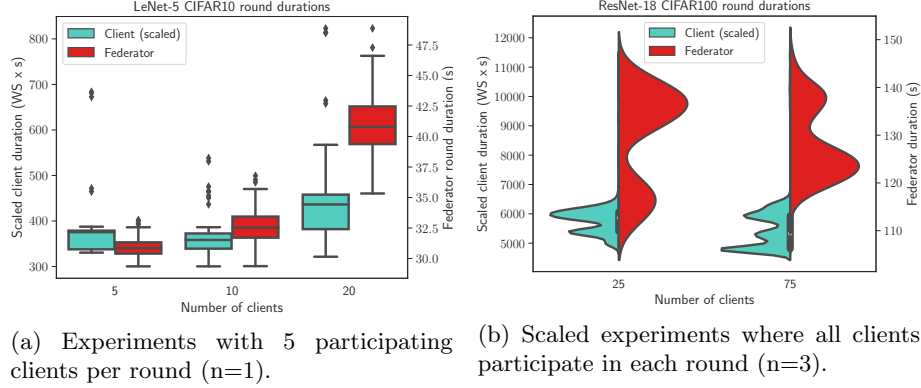 LeNet-5 CIFAR10 round durations
Client (scaled)
Federator
Scaled client duration (WS x s)
800
700
600
500
400
300
Federator round duration (s)
47.5
45.0
42.5
40.0
37.5
35.0
32.5
30.0
5 10 20
Number of clients
(a) Experiments with 5 participating
clients per round (n=1).
ResNet-18 CIFAR100 round durations
Client (scaled)
Federator
Scaled client duration (WS x s)
12000
11000
10000
9000
8000
7000
6000
5000
Federator duration (s)
150
140
130
120
110
25 75
Number of clients
(b) Scaled experiments where all clients
participate in each round (n=3).